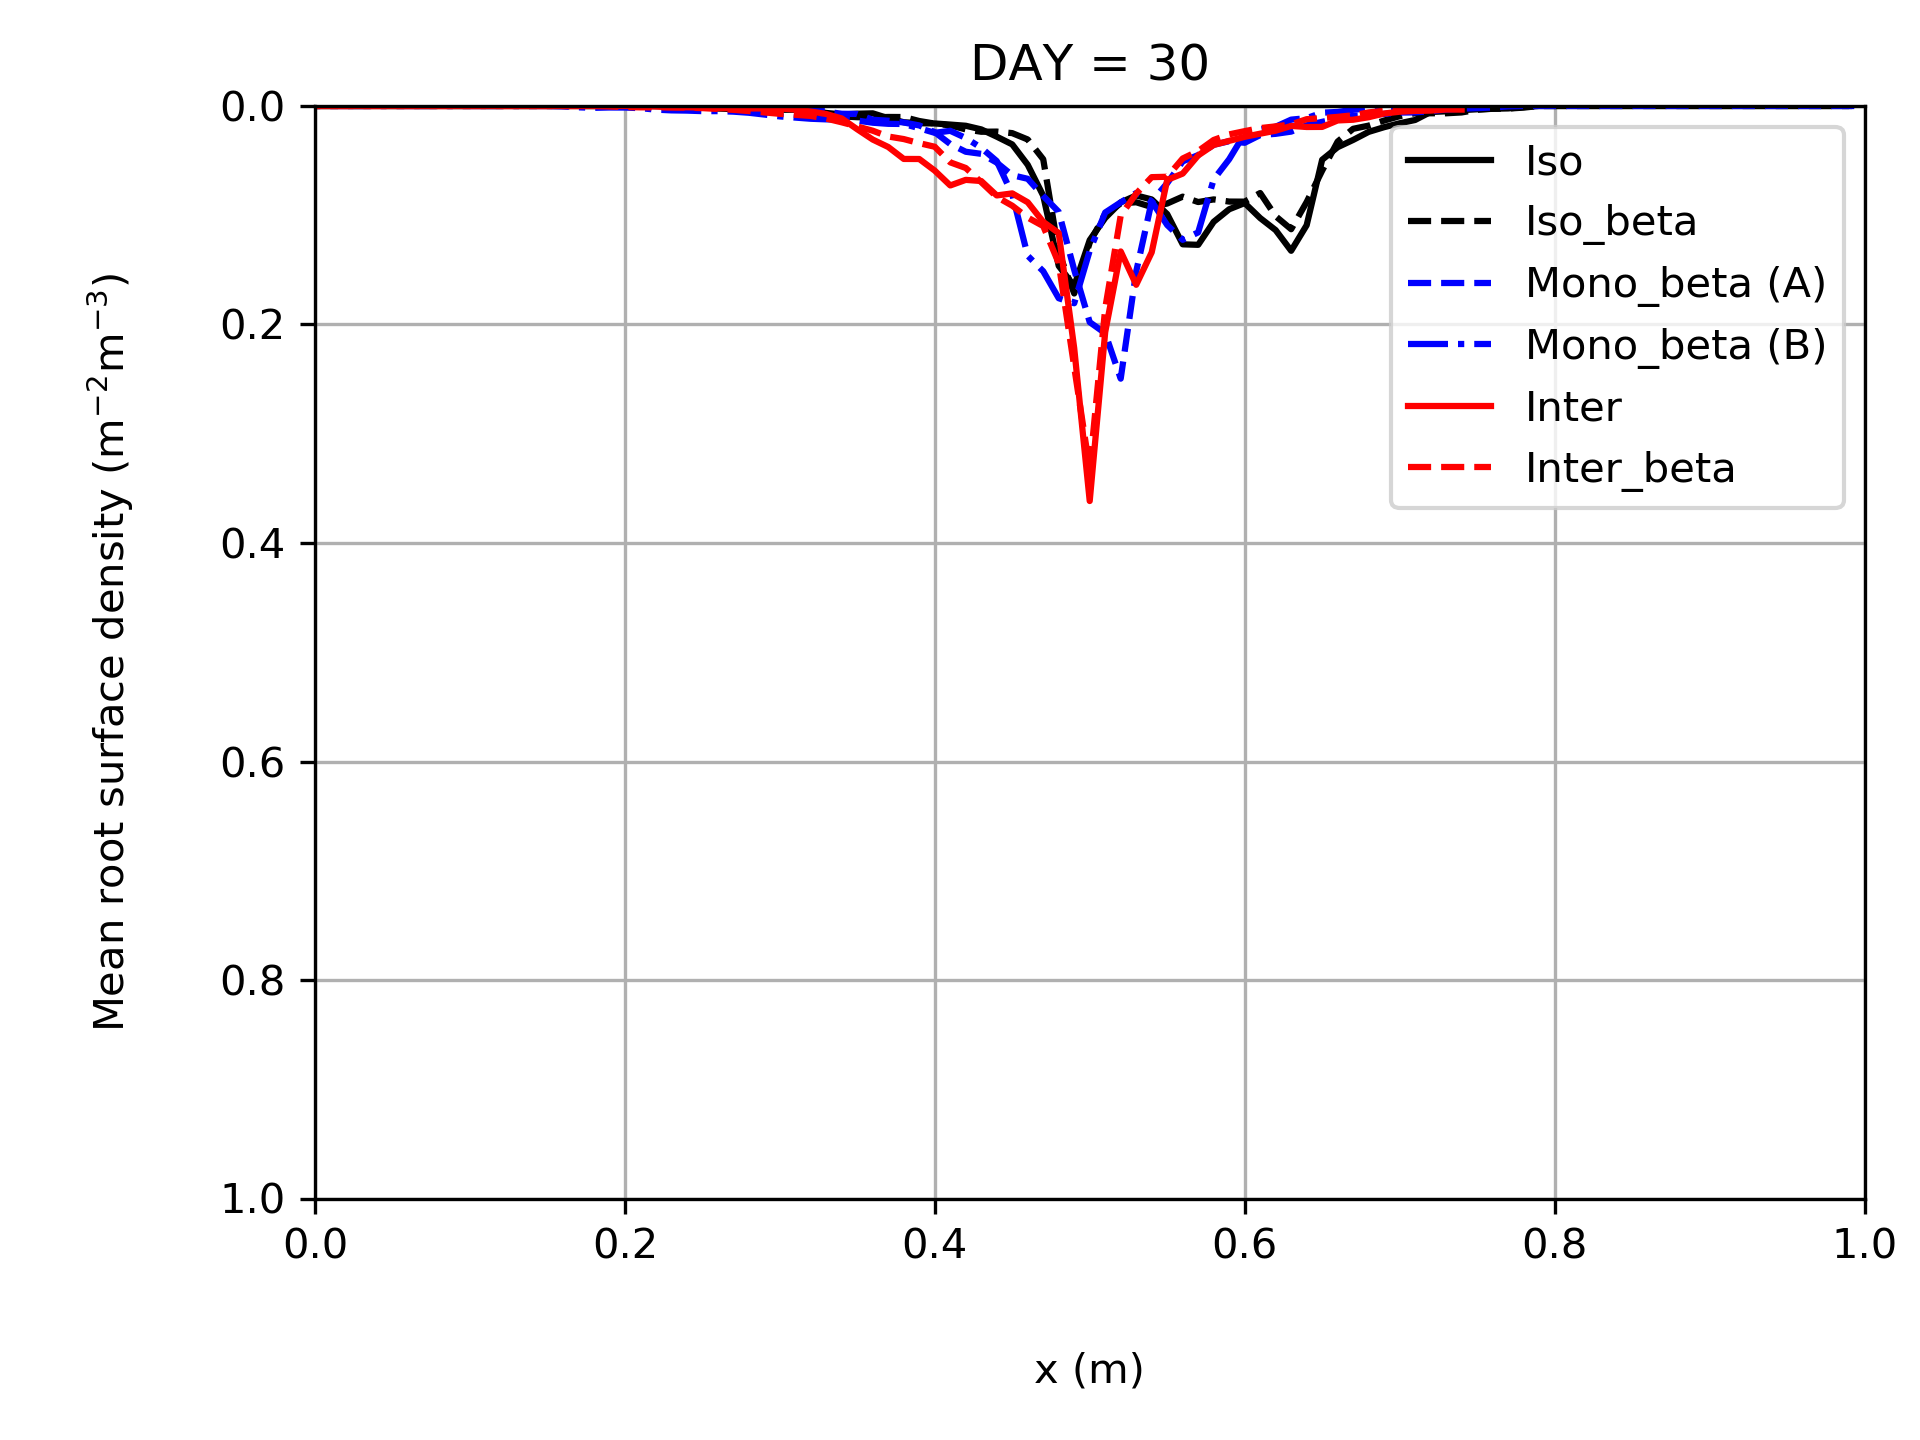 DAY = 30
0.0
0.2
0.4
0.6
0.8
1.0
Mean root surface density (m⁻²m⁻³)
Iso
Iso_beta
Mono_beta (A)
Mono_beta (B)
Inter
Inter_beta
0.0 0.2 0.4 0.6 0.8 1.0
x (m)